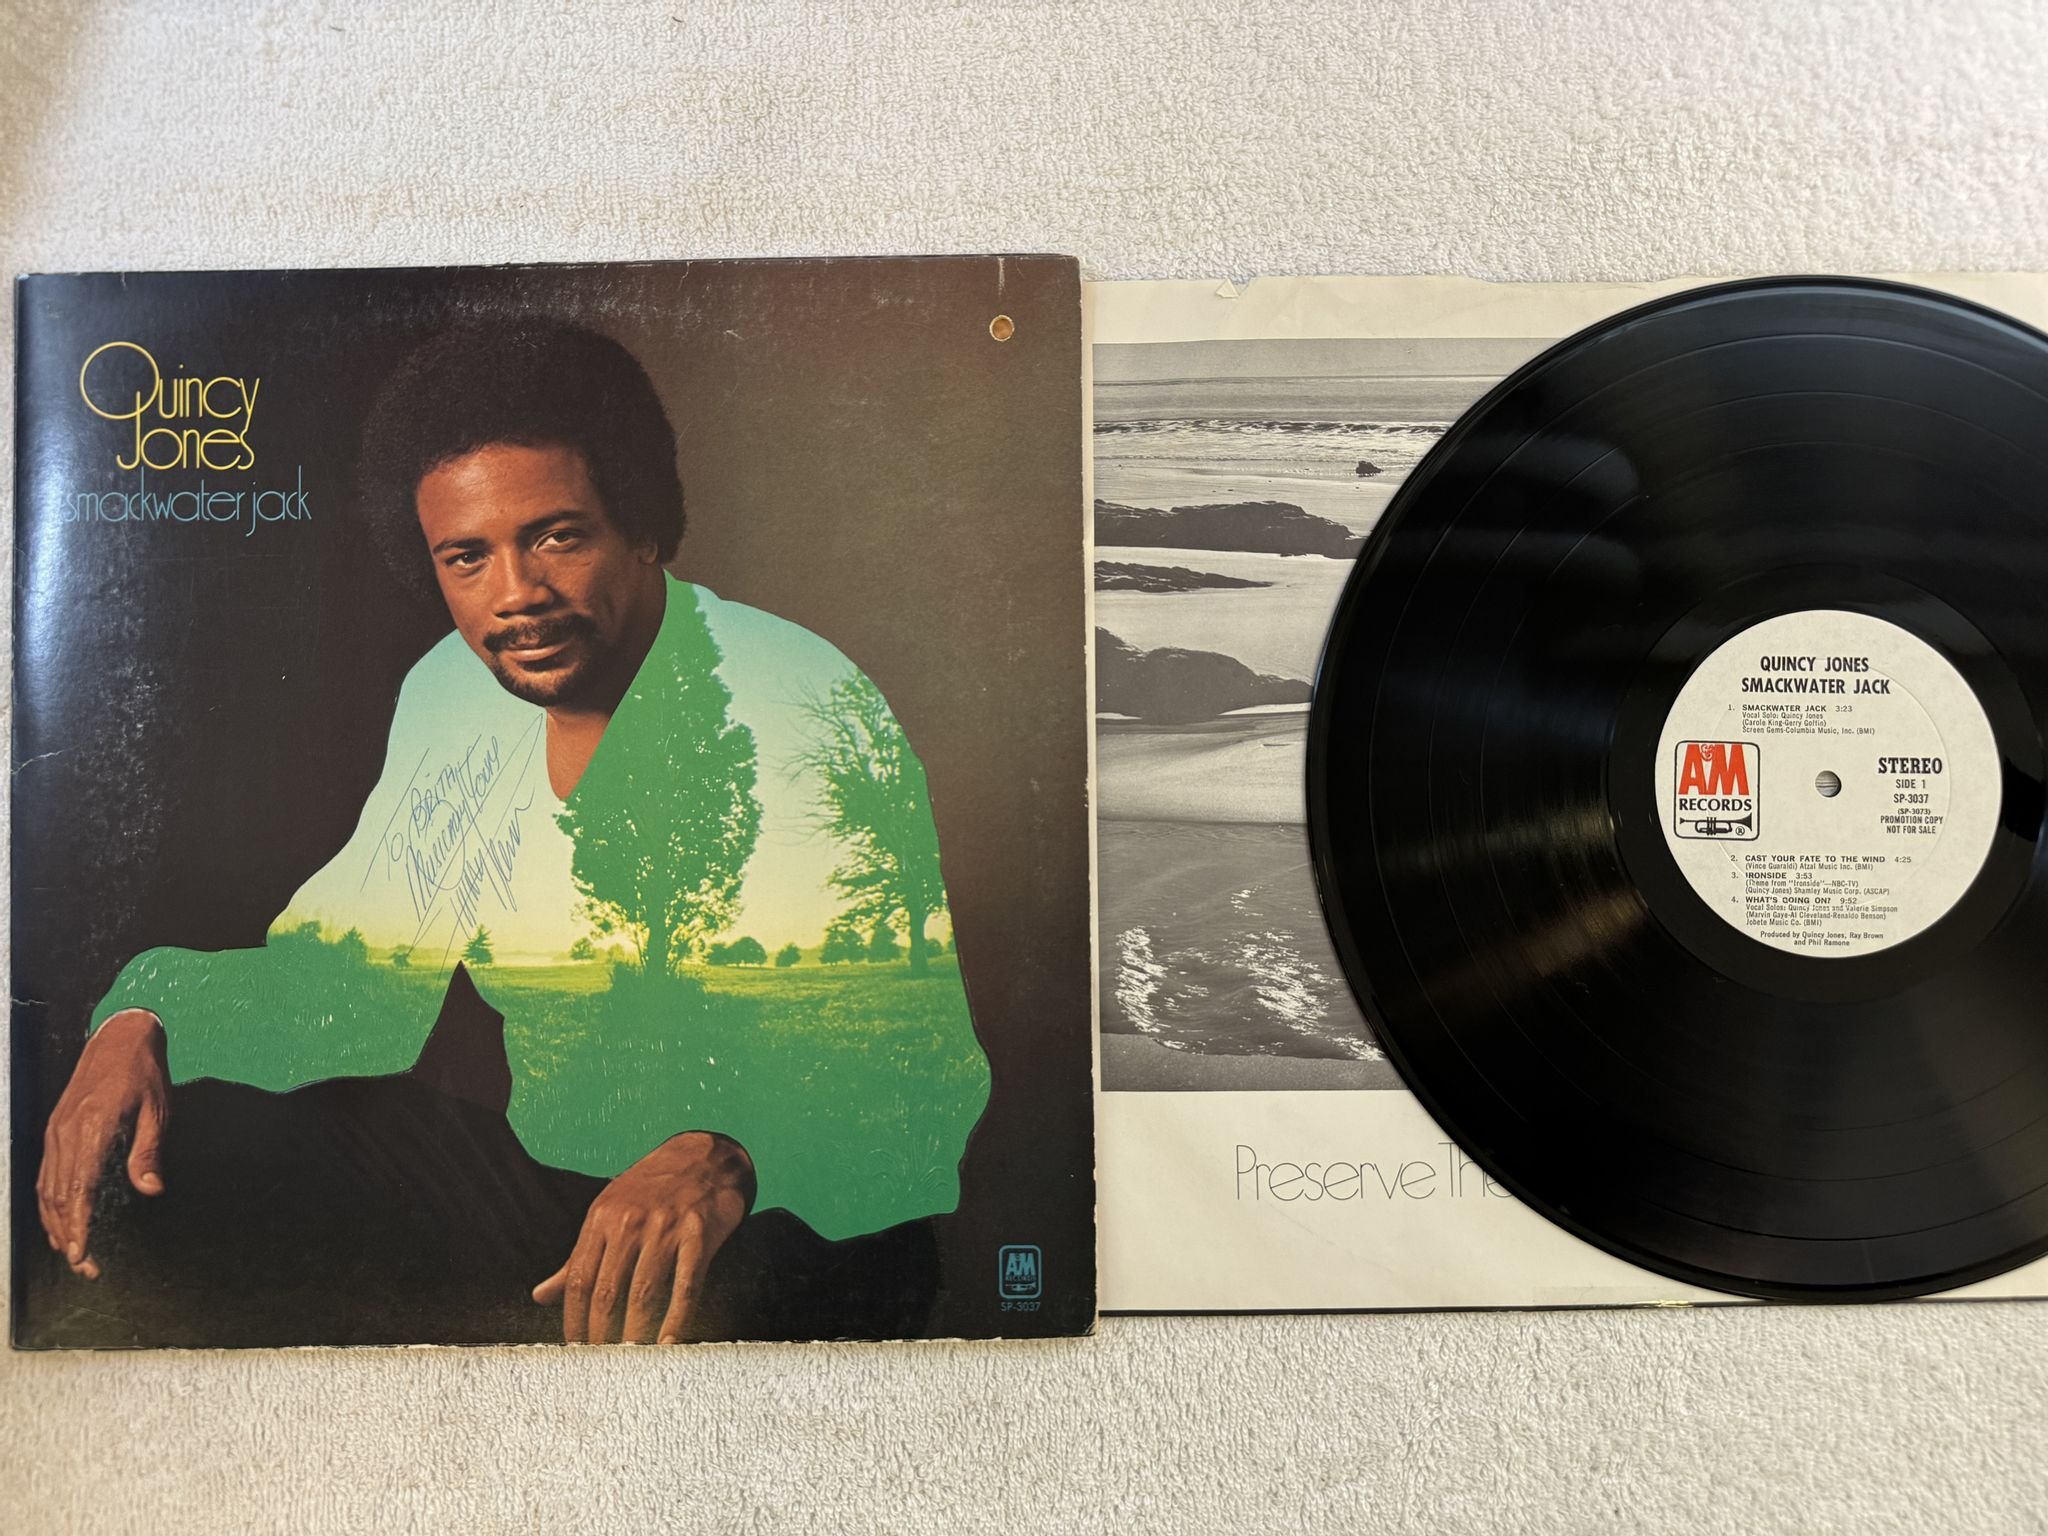 Quincy
Jones
smackwater jack
To
Musically Yours
A&M
RECORDS
SP-3037
Preserve The
QUINCY JONES
SMACKWATER JACK
1. SMACKWATER JACK 3:23
Vocal Solo: Quincy Jones
(Carole King-Gerry Goffin)
Screen Gems-Columbia Music, Inc. (BMI)
A&M
RECORDS
®
STEREO
SIDE 1
SP-3037
(SP-3073)
PROMOTION COPY
NOT FOR SALE
2. CAST YOUR FATE TO THE WIND 4:25
(Vince Guaraldi) Atzal Music Inc. (BMI)
3. IRONSIDE 3:53
(Theme from "Ironside"—NBC-TV)
(Quincy Jones) Shamley Music Corp. (ASCAP)
4. WHAT'S GOING ON? 9:52
Vocal Solos: Quincy Jones and Valerie Simpson
(Marvin Gaye-Al Cleveland-Renaldo Benson)
Jobete Music Co. (BMI)
Produced by Quincy Jones, Ray Brown
and Phil Ramone